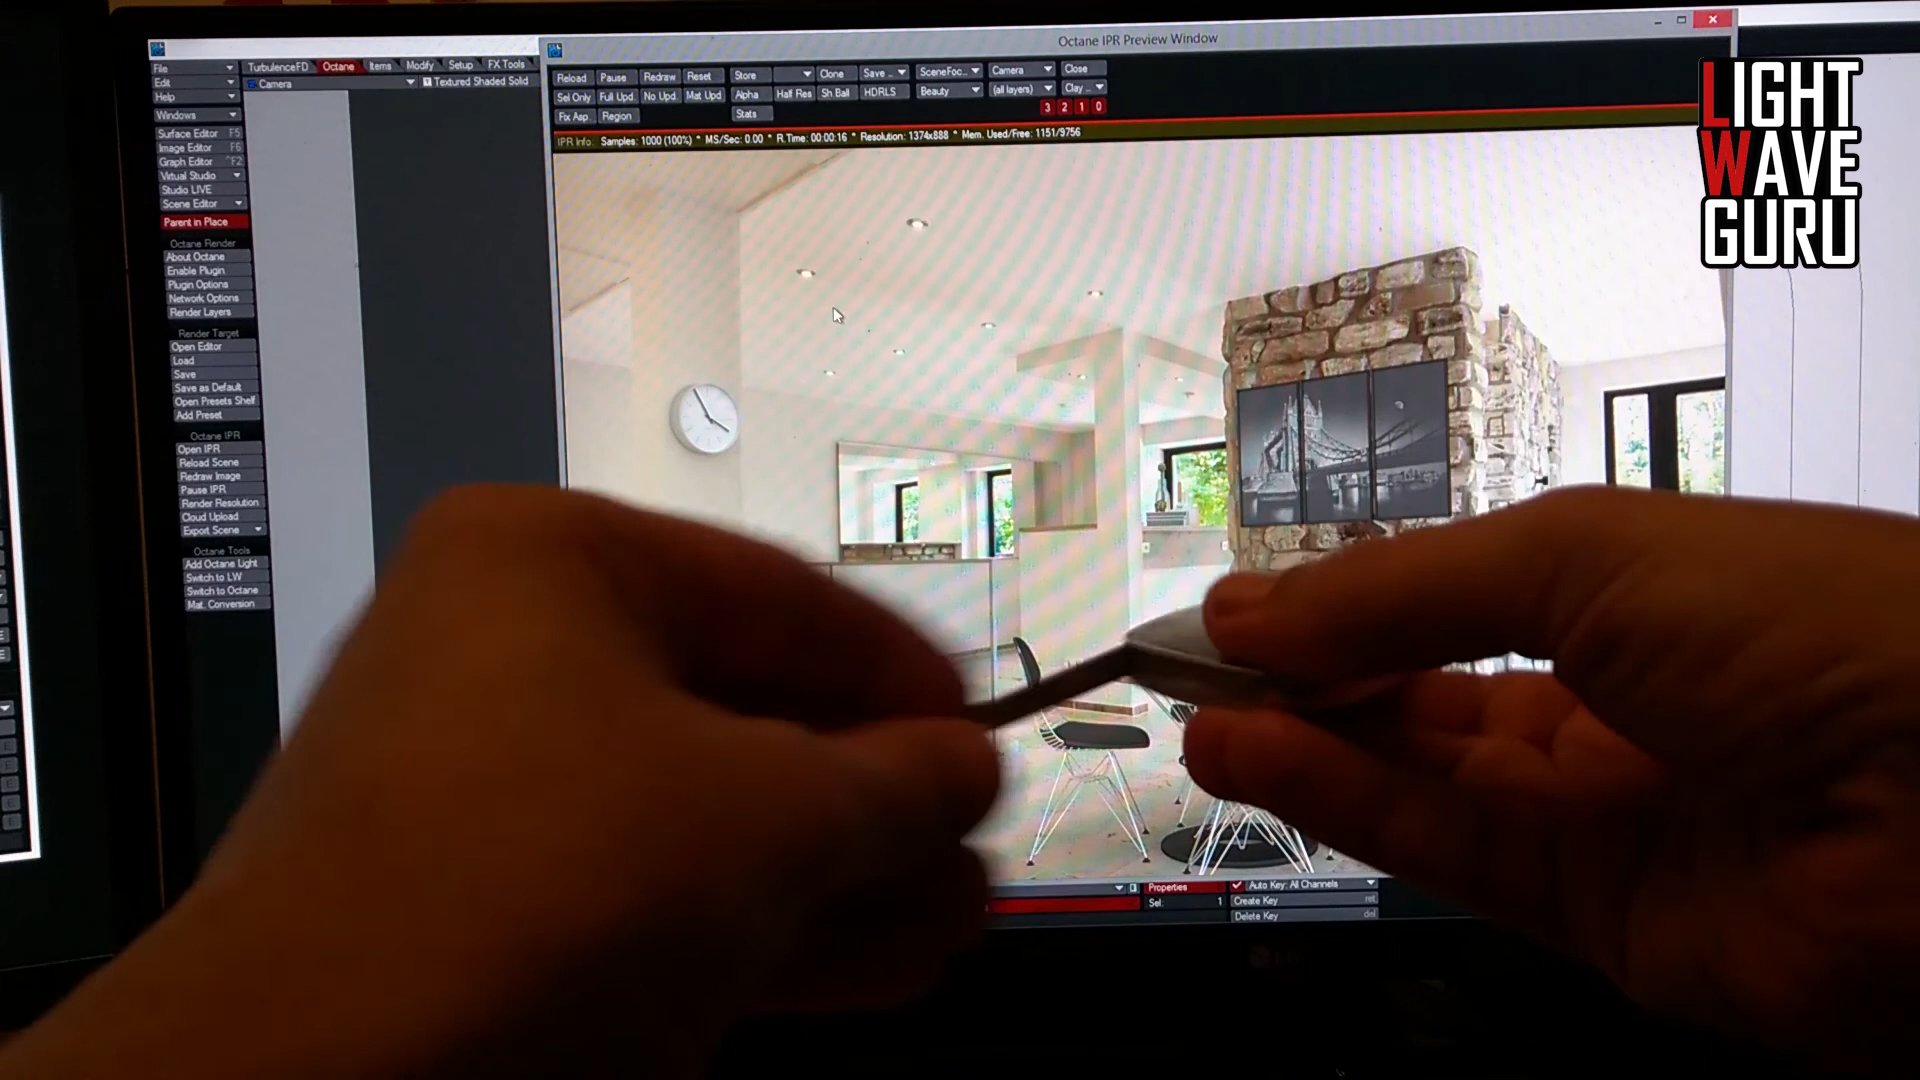 Octane IPR Preview Window
LIGHT
WAVE
GURU
File
Edit
Help
Windows
Surface Editor F5
Image Editor F6
Graph Editor ^F2
Virtual Studio
Studio LIVE
Scene Editor
Parent in Place
Octane Render
About Octane
Enable Plugin
Plugin Options
Network Options
Render Layers
Render Target
Open Editor
Load
Save
Save as Default
Open Presets Shelf
Add Preset
Octane IPR
Open IPR
Reload Scene
Redraw Image
Pause IPR
Render Resolution
Cloud Upload
Export Scene
Octane Tools
Add Octane Light
Switch to LW
Switch to Octane
Mat. Conversion
TurbulenceFD Octane Items Modify Setup FX Tools
Camera Textured Shaded Solid
Reload Pause Redraw Reset Store Clone Save .. SceneFoc.. Camera Close
Sel Only Full Upd. No Upd. Mat Upd Alpha Half Res Sh Ball HDRLS Beauty (all layers) Clay ..
Fix Asp. Region Stats 3 2 1 0
IPR Info: Samples: 1000 (100%) * MS/Sec: 0.00 * R.Time: 00:00:16 * Resolution: 1374x888 * Mem. Used/Free: 1151/9756
Properties Auto Key: All Channels
Sel: 1 Create Key ret
Delete Key del
LG